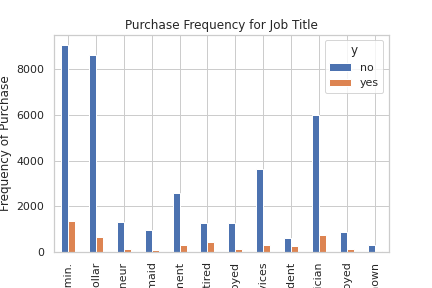 Purchase Frequency for Job Title
y
no
yes
Frequency of Purchase
8000
6000
4000
2000
0
min.
ollar
neur
maid
ment
tired
oyed
vices
dent
ician
oyed
own